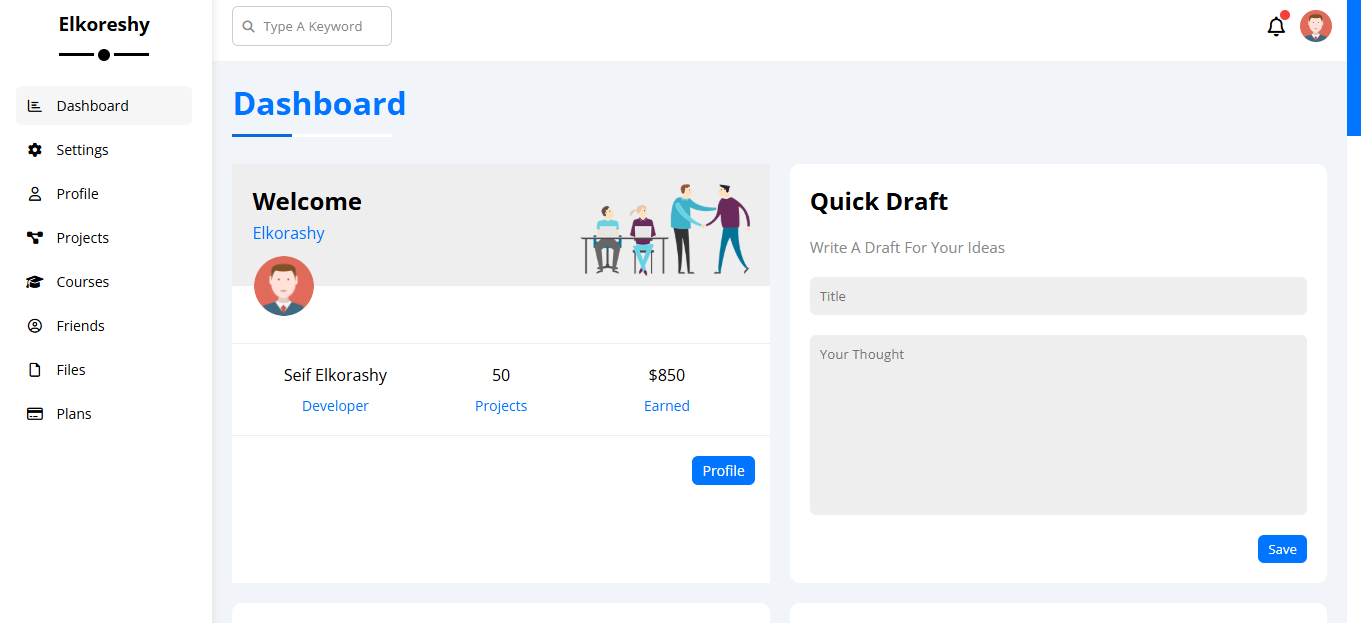 Elkoreshy
Type A Keyword
Dashboard
Settings
Profile
Projects
Courses
Friends
Files
Plans
Dashboard
Welcome
Elkorashy
Seif Elkorashy
Developer
50
Projects
$850
Earned
Profile
Quick Draft
Write A Draft For Your Ideas
Title
Your Thought
Save